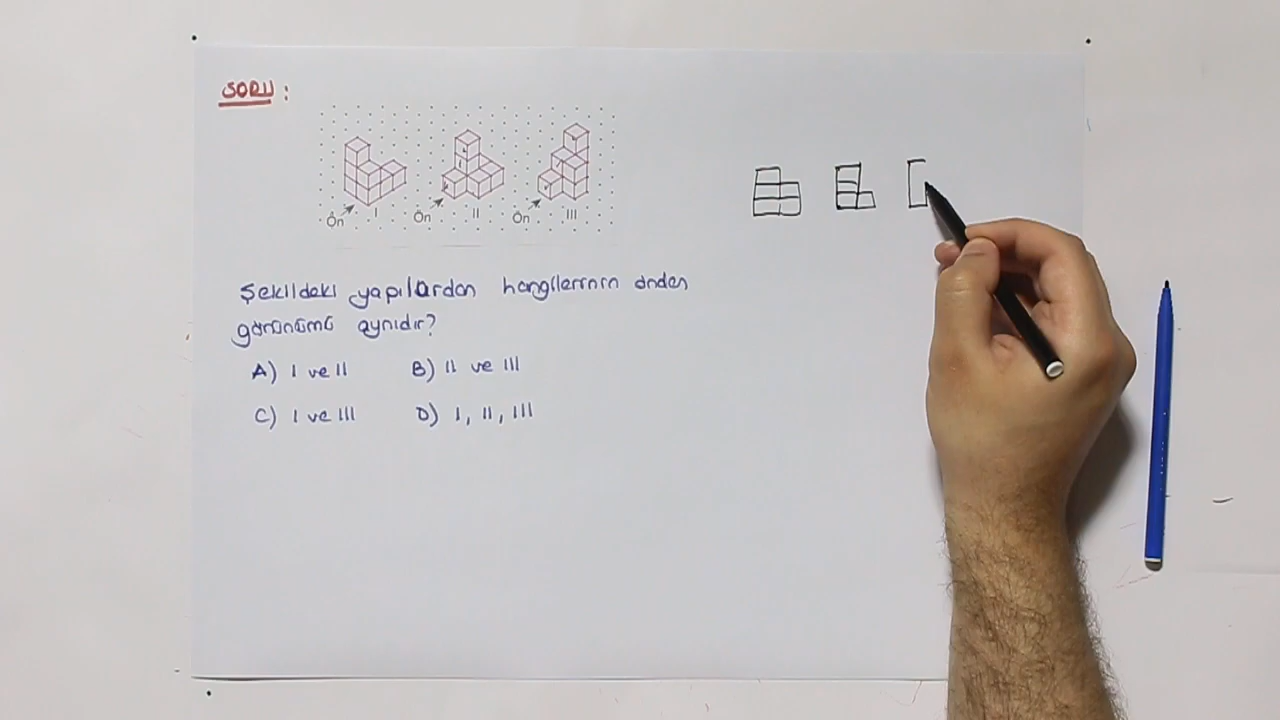 SORU:
Ön I Ön II Ön III
Şekildeki yapılardan hangilerinin önden
görünümü aynıdır?
A) I ve II B) II ve III
C) I ve III D) I, II, III